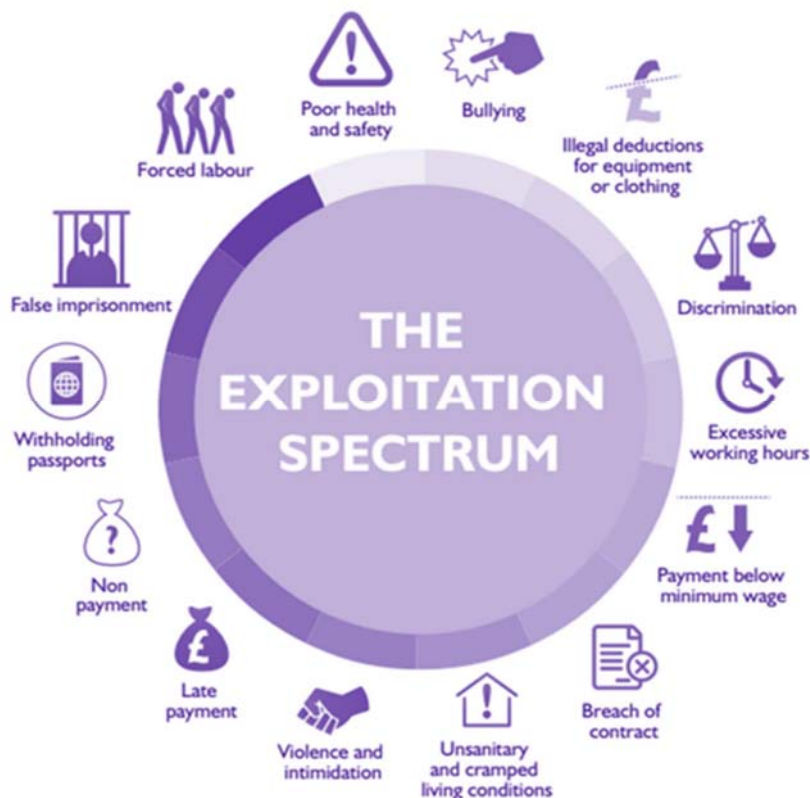 THE
EXPLOITATION
SPECTRUM
Poor health
and safety
Bullying
Illegal deductions
for equipment
or clothing
Discrimination
Excessive
working hours
£
Payment below
minimum wage
Breach of
contract
Unsanitary
and cramped
living conditions
Violence and
intimidation
£
Late
payment
?
Non
payment
Withholding
passports
False imprisonment
Forced labour